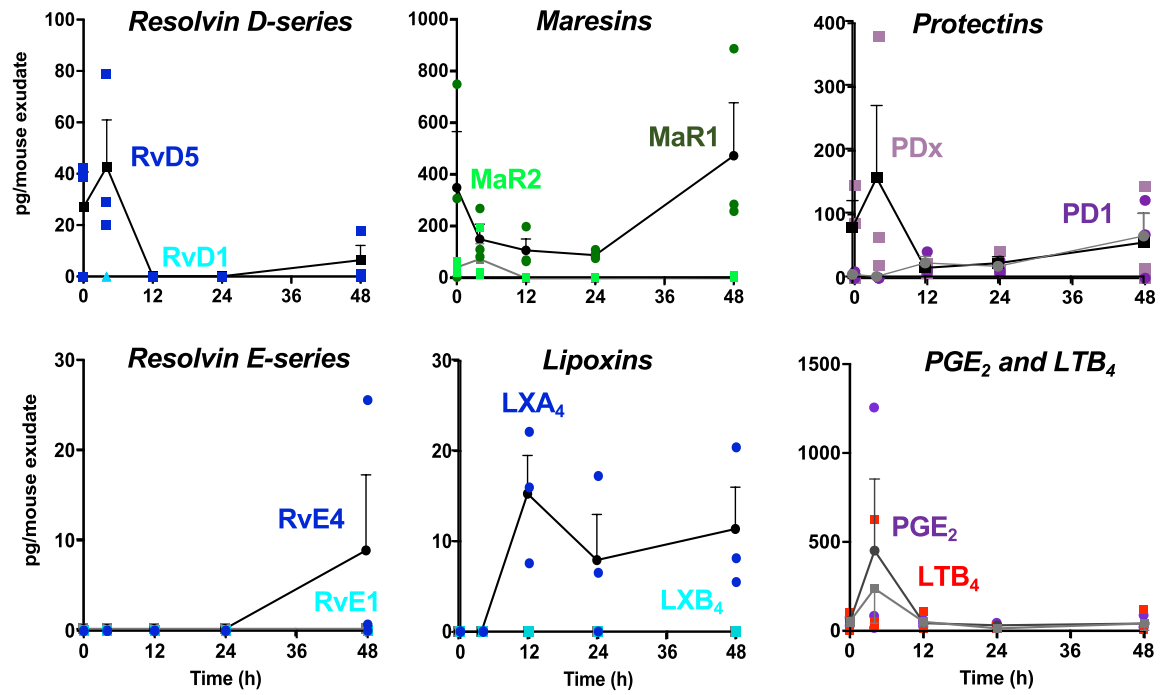 Resolvin D-series
pg/mouse exudate
100
80
60
40
20
0
RvD5
RvD1
0 12 24 36 48
Maresins
1000
800
600
400
200
0
MaR1
MaR2
0 12 24 36 48
Protectins
400
300
200
100
0
PDx
PD1
0 12 24 36 48
Resolvin E-series
pg/mouse exudate
30
20
10
0
RvE4
RvE1
0 12 24 36 48
Time (h)
Lipoxins
30
20
10
0
LXA₄
LXB₄
0 12 24 36 48
Time (h)
PGE₂ and LTB₄
1500
1000
500
0
PGE₂
LTB₄
0 12 24 36 48
Time (h)